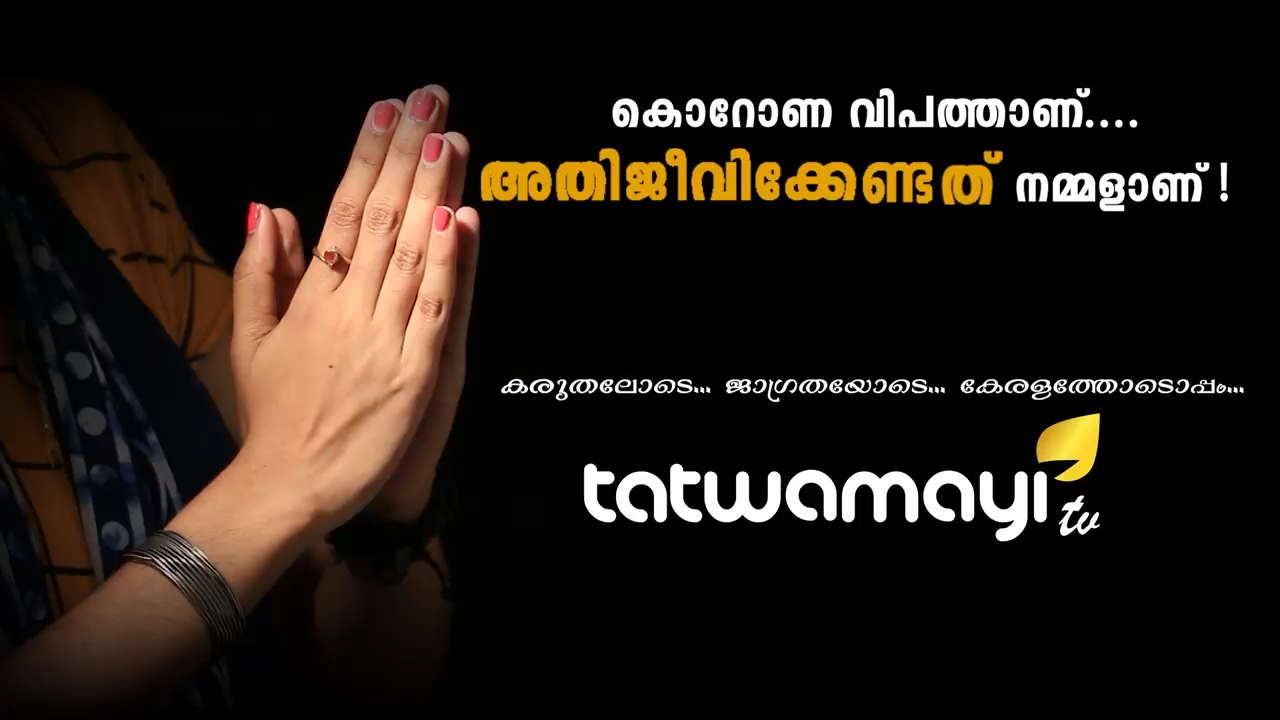 കൊറോണ വിപത്താണ്....
അതിജീവിക്കേണ്ടത് നമ്മളാണ് !
കരുതലോടെ... ജാഗ്രതയോടെ... കേരളത്തോടൊപ്പം...
tatwamayi
tv